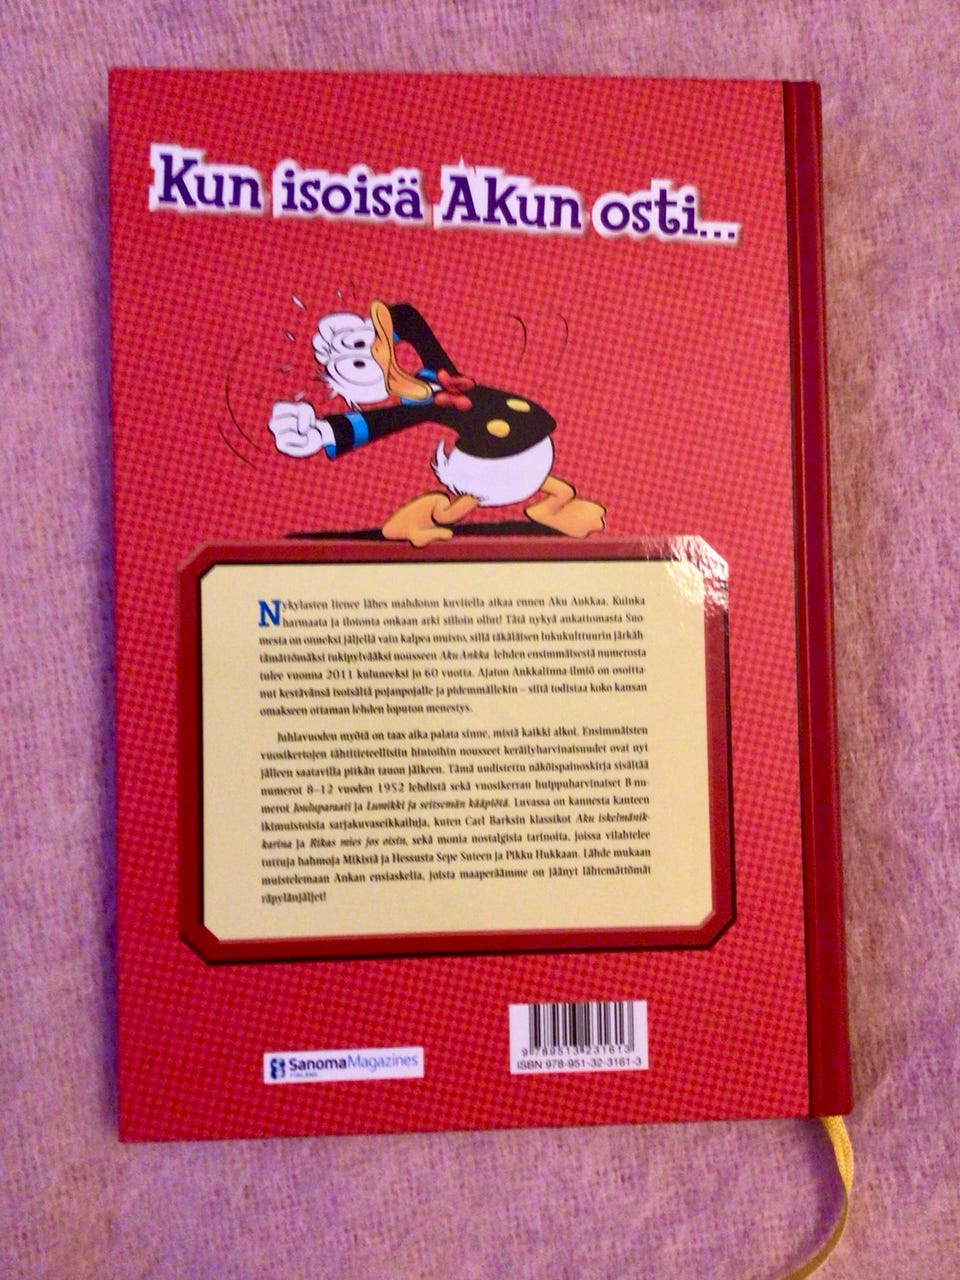 Kun isoisä Akun osti...
Nykylasten lienee lähes mahdoton kuvitella aikaa ennen Aku Ankkaa. Kuinka
harmaata ja ilotonta onkaan arki silloin ollut! Tätä nykyä ankattomasta Suo-
mesta on onneksi jäljellä vain kalpea muisto, sillä täkäläisen lukukulttuurin järkäh-
tämättömäksi tukipylvääksi nousseen Aku Ankka -lehden ensimmäisestä numerosta
tulee vuonna 2011 kuluneeksi jo 60 vuotta. Ajaton Ankkalinna-ilmiö on osoitta-
nut kestävänsä isoisältä pojanpojalle ja pidemmällekin – siitä todistaa koko kansan
omakseen ottaman lehden loputon menestys.
Juhlavuoden myötä on taas aika palata sinne, mistä kaikki alkoi. Ensimmäisten
vuosikertojen tähtitieteellisiin hintoihin nousseet keräilyharvinaisuudet ovat nyt
jälleen saatavilla pitkän tauon jälkeen. Tämä uudistettu näköispainoskirja sisältää
numerot 8–12 vuoden 1952 lehdistä sekä vuosikerran huippuharvinaiset B-nu-
merot Jouluparaati ja Lumikki ja seitsemän kääpiötä. Luvassa on kannesta kanteen
ikimuistoisia sarjakuvaseikkailuja, kuten Carl Barksin klassikot Aku iskelmänik-
karina ja Rikas mies jos oisin, sekä monia nostalgisia tarinoita, joissa vilahtelee
tuttuja hahmoja Mikistä ja Hessusta Sepe Suteen ja Pikku Hukkaan. Lähde mukaan
muistelemaan Ankan ensiaskelia, joista maaperäämme on jäänyt lähtemättömät
räpylänjäljet!
SanomaMagazines
FINLAND
9 789513 231613
ISBN 978-951-32-3161-3